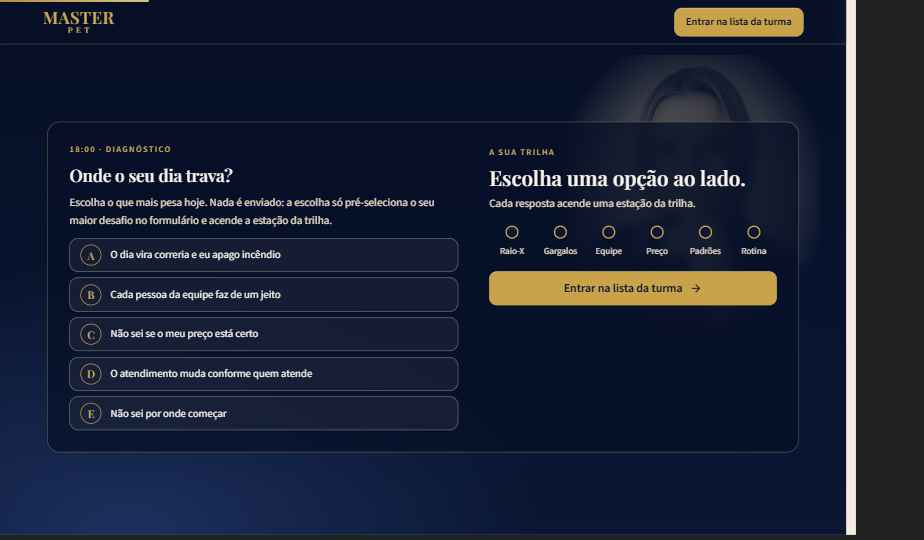 MASTER
PET
Entrar na lista da turma
18:00 - DIAGNÓSTICO
Onde o seu dia trava?
Escolha o que mais pesa hoje. Nada é enviado: a escolha só pré-seleciona o seu
maior desafio no formulário e acende a estação da trilha.
A O dia vira correria e eu apago incêndio
B Cada pessoa da equipe faz de um jeito
C Não sei se o meu preço está certo
D O atendimento muda conforme quem atende
E Não sei por onde começar
A SUA TRILHA
Escolha uma opção ao lado.
Cada resposta acende uma estação da trilha.
Raio-X Gargalos Equipe Preço Padrões Rotina
Entrar na lista da turma →